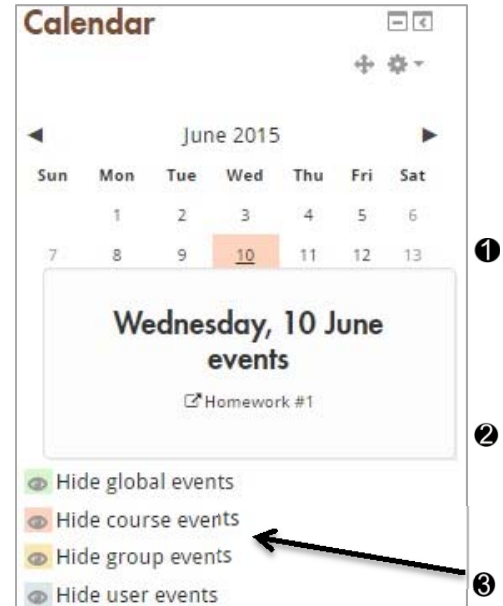 Calendar
June 2015
Sun Mon Tue Wed Thu Fri Sat
1 2 3 4 5 6
7 8 9 10 11 12 13
❶
Wednesday, 10 June
events
Homework #1
❷
Hide global events
Hide course events
Hide group events
Hide user events
❸